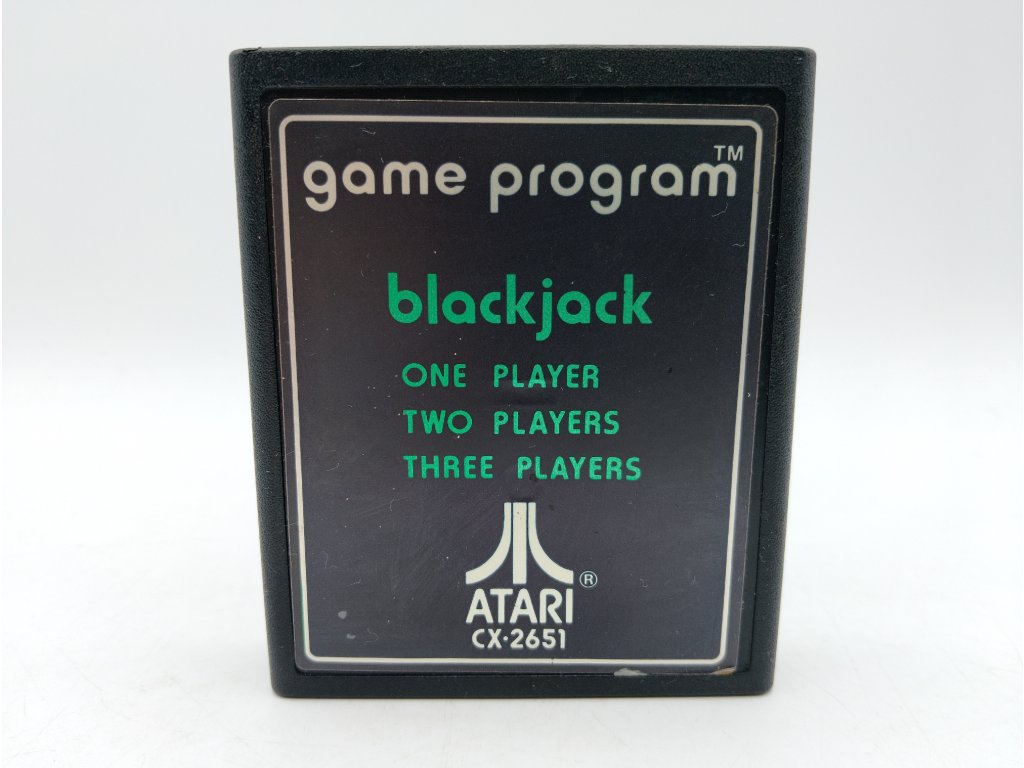 game program™
blackjack
ONE PLAYER
TWO PLAYERS
THREE PLAYERS
®
ATARI
CX·2651